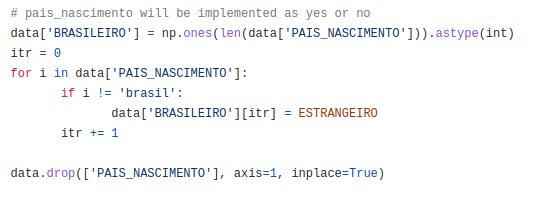 # pais_nascimento will be implemented as yes or no
data['BRASILEIRO'] = np.ones(len(data['PAIS_NASCIMENTO'])).astype(int)
itr = 0
for i in data['PAIS_NASCIMENTO']:
    if i != 'brasil':
        data['BRASILEIRO'][itr] = ESTRANGEIRO
    itr += 1
data.drop(['PAIS_NASCIMENTO'], axis=1, inplace=True)